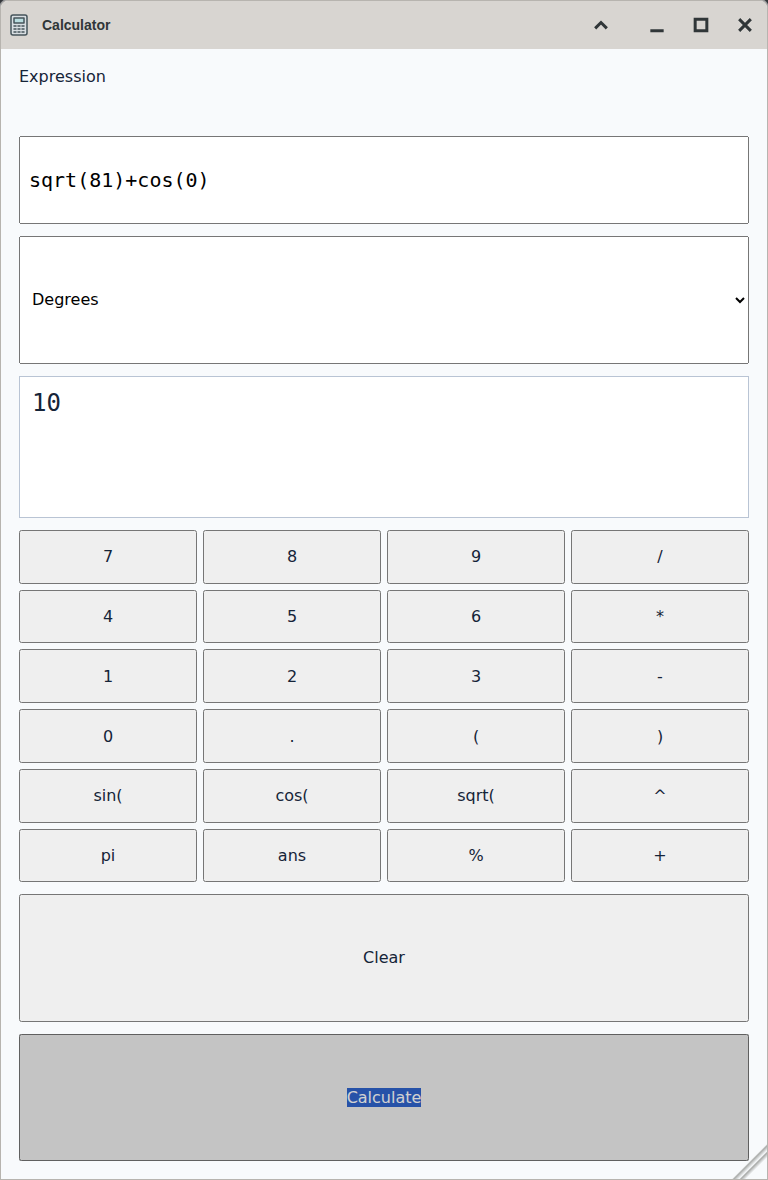 Calculator
Expression
sqrt(81)+cos(0)
Degrees
10
7 8 9 /
4 5 6 *
1 2 3 -
0 . ( )
sin( cos( sqrt( ^
pi ans % +
Clear
Calculate